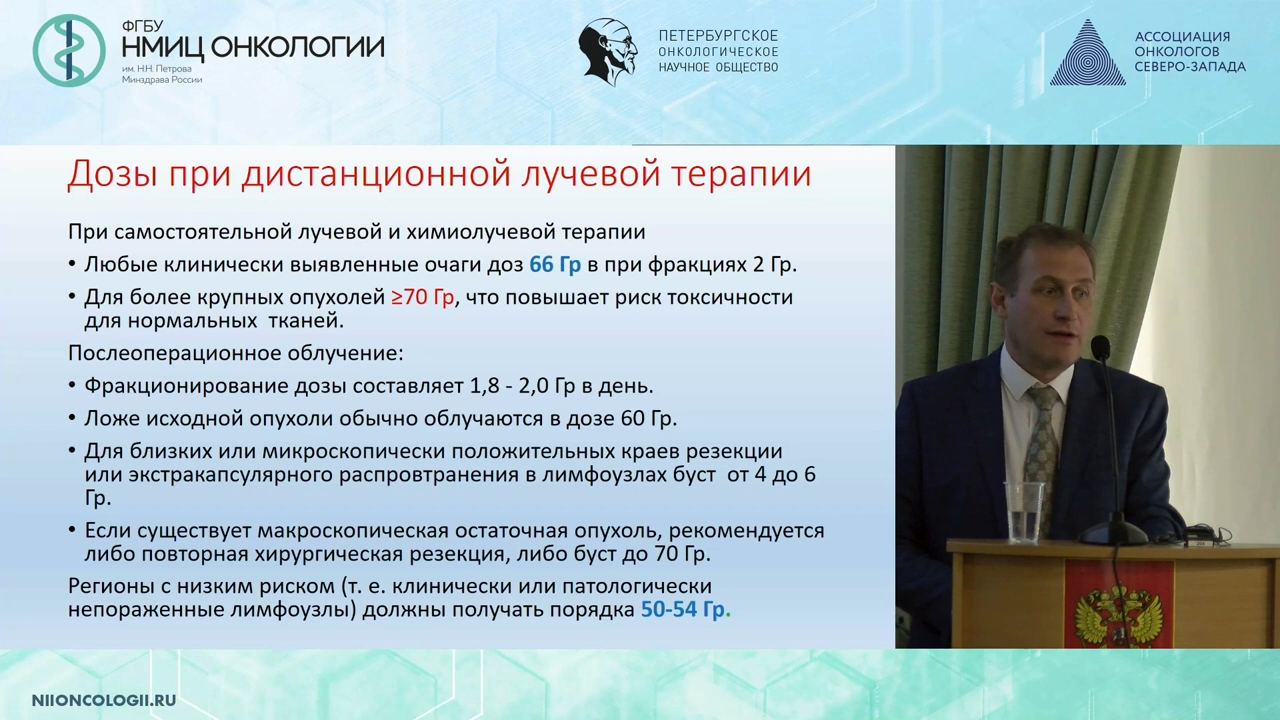 ФГБУ
НМИЦ ОНКОЛОГИИ
им. Н.Н. Петрова
Минздрава России
ПЕТЕРБУРГСКОЕ
ОНКОЛОГИЧЕСКОЕ
НАУЧНОЕ ОБЩЕСТВО
АССОЦИАЦИЯ
ОНКОЛОГОВ
СЕВЕРО-ЗАПАДА
Дозы при дистанционной лучевой терапии
При самостоятельной лучевой и химиолучевой терапии
• Любые клинически выявленные очаги доз 66 Гр в при фракциях 2 Гр.
• Для более крупных опухолей ≥70 Гр, что повышает риск токсичности
для нормальных тканей.
Послеоперационное облучение:
• Фракционирование дозы составляет 1,8 - 2,0 Гр в день.
• Ложе исходной опухоли обычно облучаются в дозе 60 Гр.
• Для близких или микроскопически положительных краев резекции
или экстракапсулярного распровтранения в лимфоузлах буст от 4 до 6
Гр.
• Если существует макроскопическая остаточная опухоль, рекомендуется
либо повторная хирургическая резекция, либо буст до 70 Гр.
Регионы с низким риском (т. е. клинически или патологически
непораженные лимфоузлы) должны получать порядка 50-54 Гр.
NIIONCOLOGII.RU